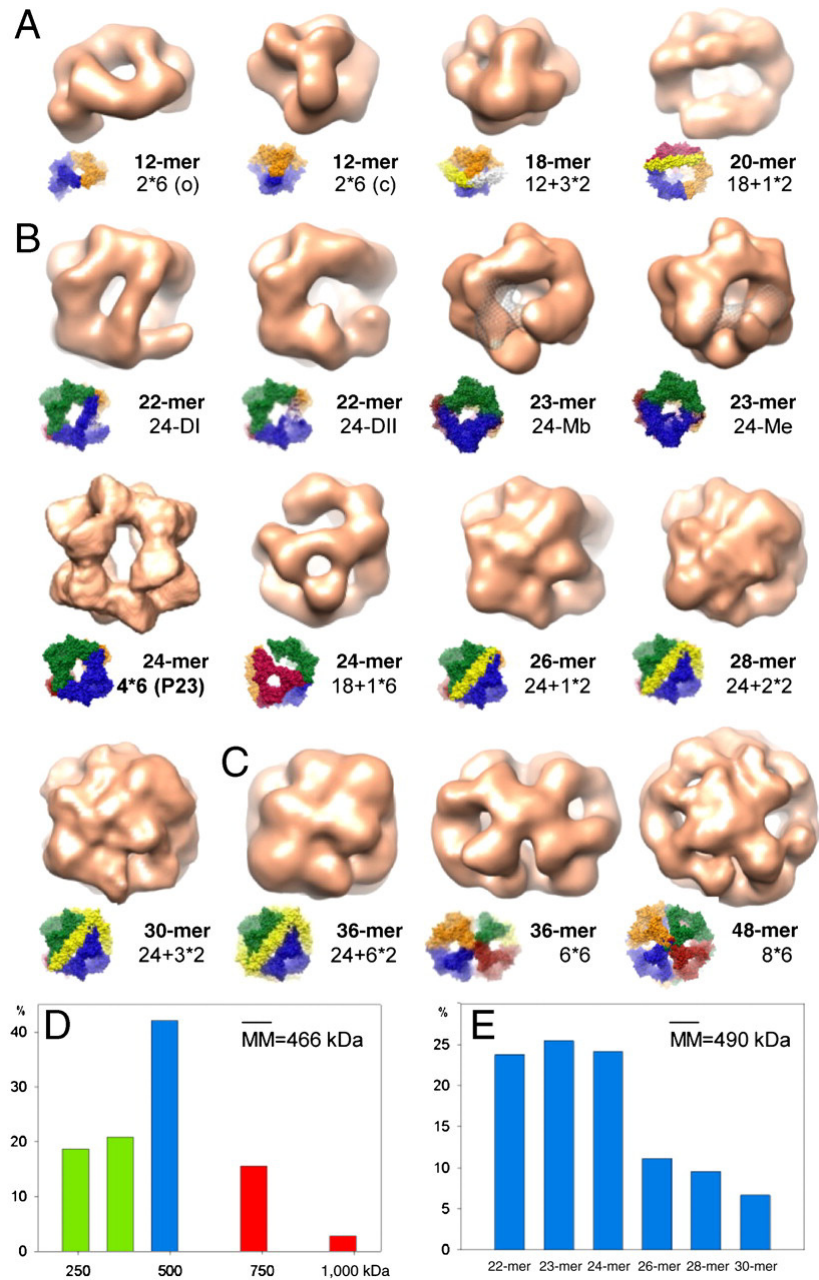 A
12-mer
2*6 (o)
12-mer
2*6 (c)
18-mer
12+3*2
20-mer
18+1*2
B
22-mer
24-DI
22-mer
24-DII
23-mer
24-Mb
23-mer
24-Me
24-mer
4*6 (P23)
24-mer
18+1*6
26-mer
24+1*2
28-mer
24+2*2
C
30-mer
24+3*2
36-mer
24+6*2
36-mer
6*6
48-mer
8*6
D
%
MM=466 kDa
40
30
20
10
0
250 500 750 1,000 kDa
E
%
MM=490 kDa
25
20
15
10
5
0
22-mer 23-mer 24-mer 26-mer 28-mer 30-mer